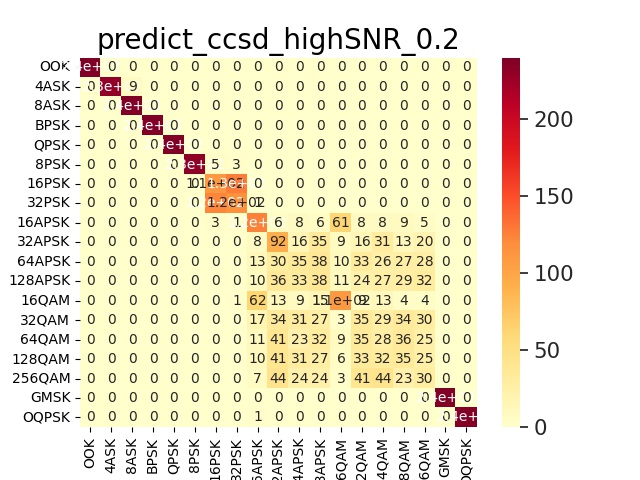 predict_ccsd_highSNR_0.2
OOK 0 0 0 0 0 0 0 0 0 0 0 0 0 0 0 0 0 0
4ASK 9 0 0 0 0 0 0 0 0 0 0 0 0 0 0 0 0
8ASK 0 0 0 0 0 0 0 0 0 0 0 0 0 0 0 0 0 0
BPSK 0 0 0 0 0 0 0 0 0 0 0 0 0 0 0 0 0
QPSK 0 0 0 0 0 0 0 0 0 0 0 0 0 0 0 0 0
8PSK 0 0 0 0 5 3 0 0 0 0 0 0 0 0 0 0 0
16PSK 0 0 0 0 0 0 0 0 0 0 0 0 0 0 0 0
32PSK 0 0 0 0 0 0 0 0 0 0 0 0 0 0 0
16APSK 0 0 0 0 0 0 3 6 8 6 61 8 8 9 5 0 0
32APSK 0 0 0 0 0 0 0 0 8 92 16 35 9 16 31 13 20 0 0
64APSK 0 0 0 0 0 0 0 0 13 30 35 38 10 33 26 27 28 0 0
128APSK 0 0 0 0 0 0 0 0 10 36 33 38 11 24 27 29 32 0 0
16QAM 0 0 0 0 0 0 0 1 62 13 9 13 4 4 0 0
32QAM 0 0 0 0 0 0 0 0 17 34 31 27 3 35 29 34 30 0 0
64QAM 0 0 0 0 0 0 0 0 11 41 23 32 9 35 28 36 25 0 0
128QAM 0 0 0 0 0 0 0 0 10 41 31 27 6 33 32 35 25 0 0
256QAM 0 0 0 0 0 0 0 0 7 44 24 24 3 41 44 23 30 0 0
GMSK 0 0 0 0 0 0 0 0 0 0 0 0 0 0 0 0 0
OQPSK 0 0 0 0 0 0 0 0 1 0 0 0 0 0 0 0 0
OOK 4ASK 8ASK BPSK QPSK 8PSK 16PSK 32PSK GMSK
200
150
100
50
0